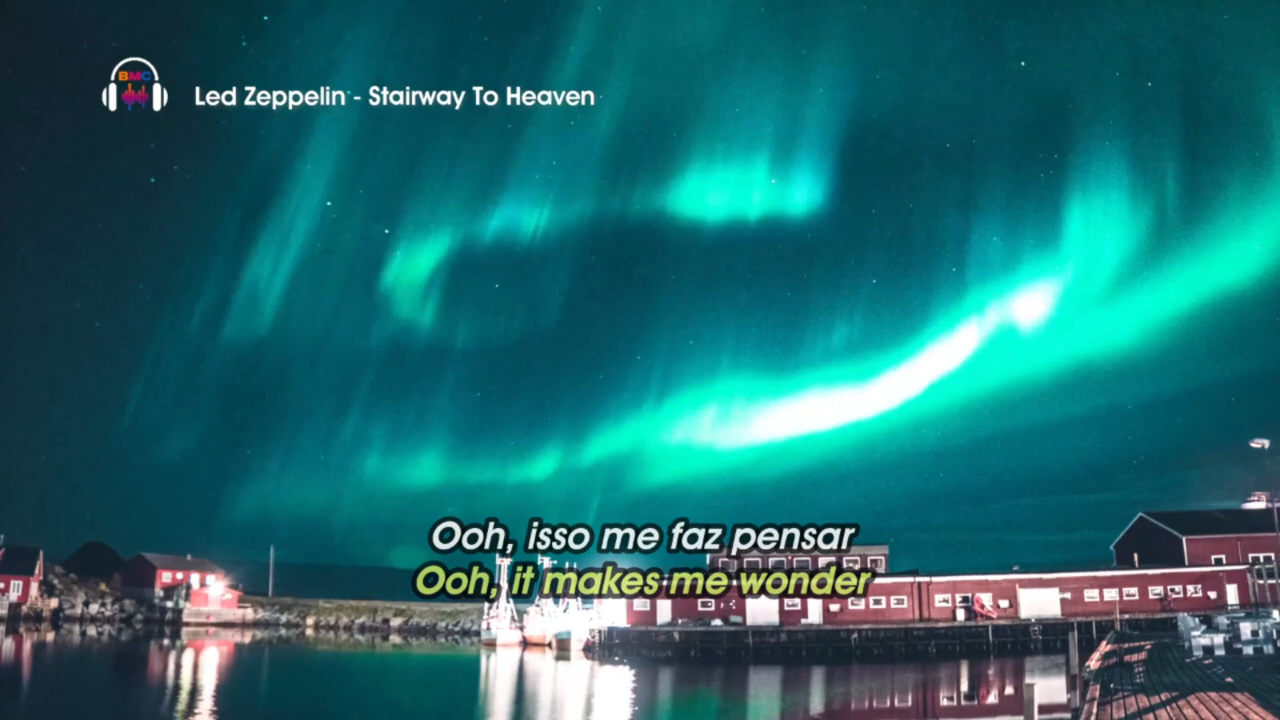 BMC
Led Zeppelin - Stairway To Heaven
Ooh, isso me faz pensar
Ooh, it makes me wonder